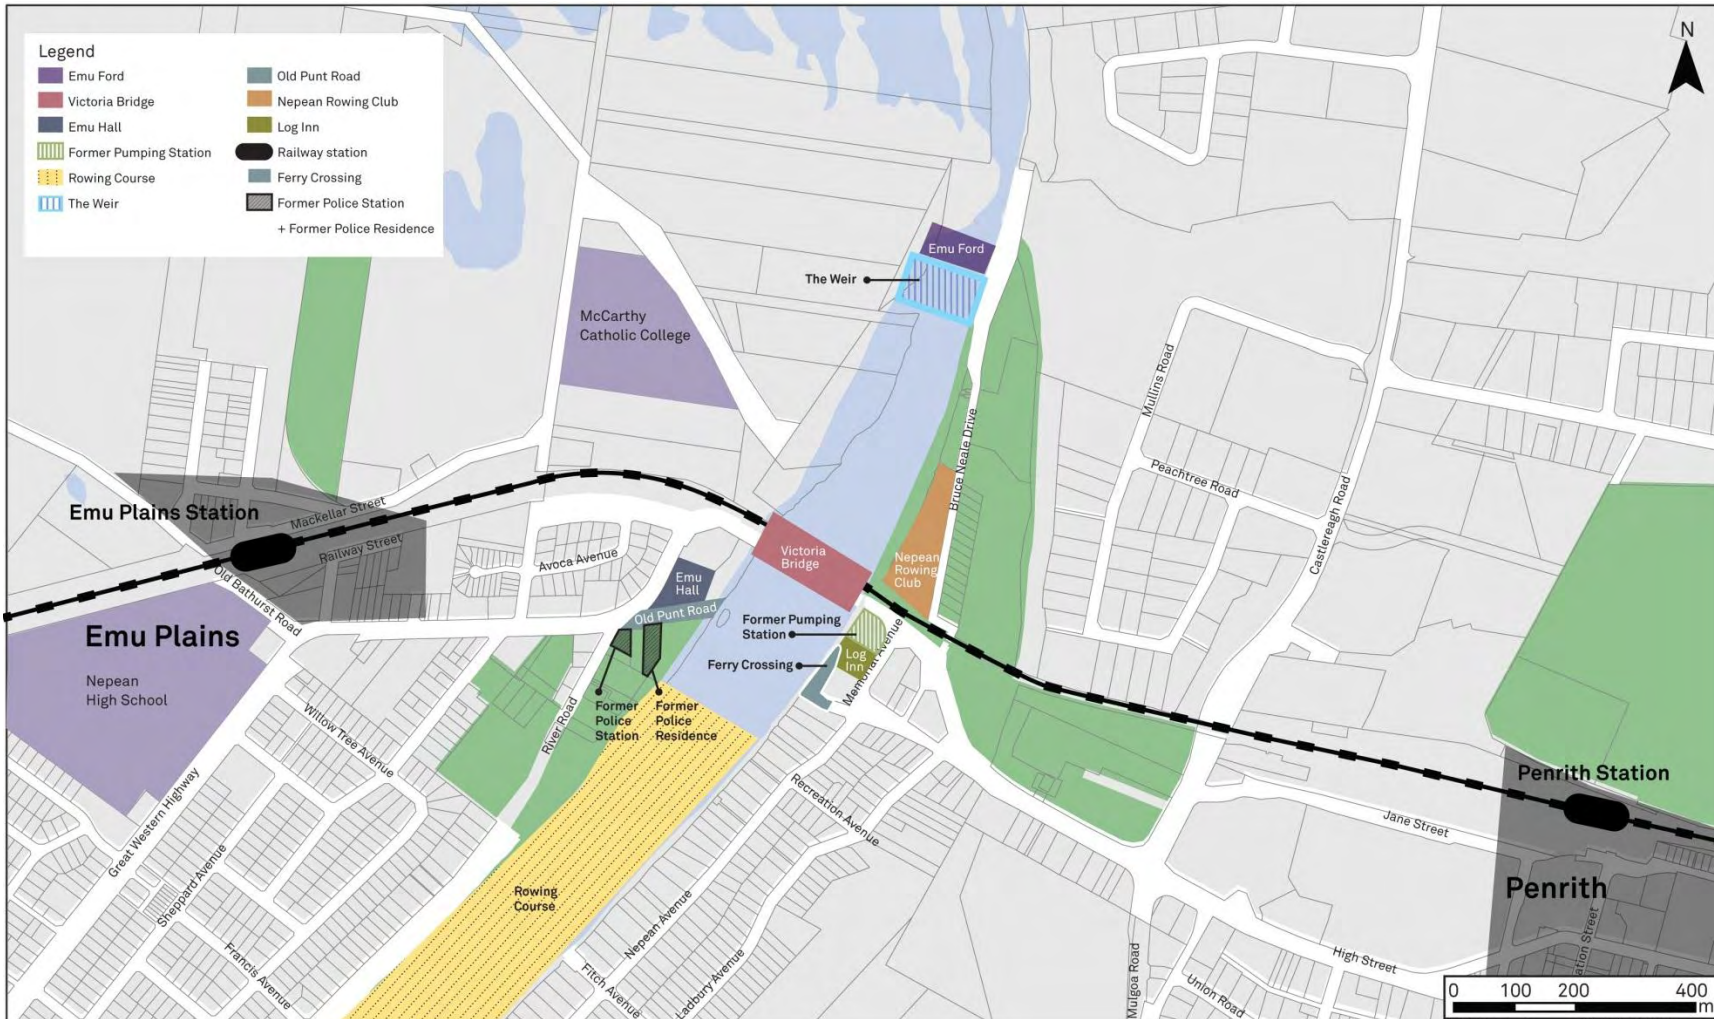 Legend
Emu Ford
Victoria Bridge
Emu Hall
Former Pumping Station
Rowing Course
The Weir
Old Punt Road
Nepean Rowing Club
Log Inn
Railway station
Ferry Crossing
Former Police Station
+ Former Police Residence
N
Emu Ford
The Weir
McCarthy
Catholic College
Mullins Road
Bruce Neale Drive
Peachtree Road
Castlereagh Road
Emu Plains Station
Mackellar Street
Railway Street
Old Bathurst Road
Avoca Avenue
Victoria
Bridge
Nepean
Rowing
Club
Emu
Hall
Old Punt Road
Former Pumping
Station
Log
Inn
Ferry Crossing
Memorial Avenue
Emu Plains
Nepean
High School
Willow Tree Avenue
River Road
Former
Police
Station
Former
Police
Residence
Great Western Highway
Sheppard Avenue
Francis Avenue
Rowing
Course
Recreation Avenue
Nepean Avenue
Fitch Avenue
Ladbury Avenue
Penrith Station
Jane Street
Penrith
High Street
Mulgoa Road
Union Road
0 100 200 400
m